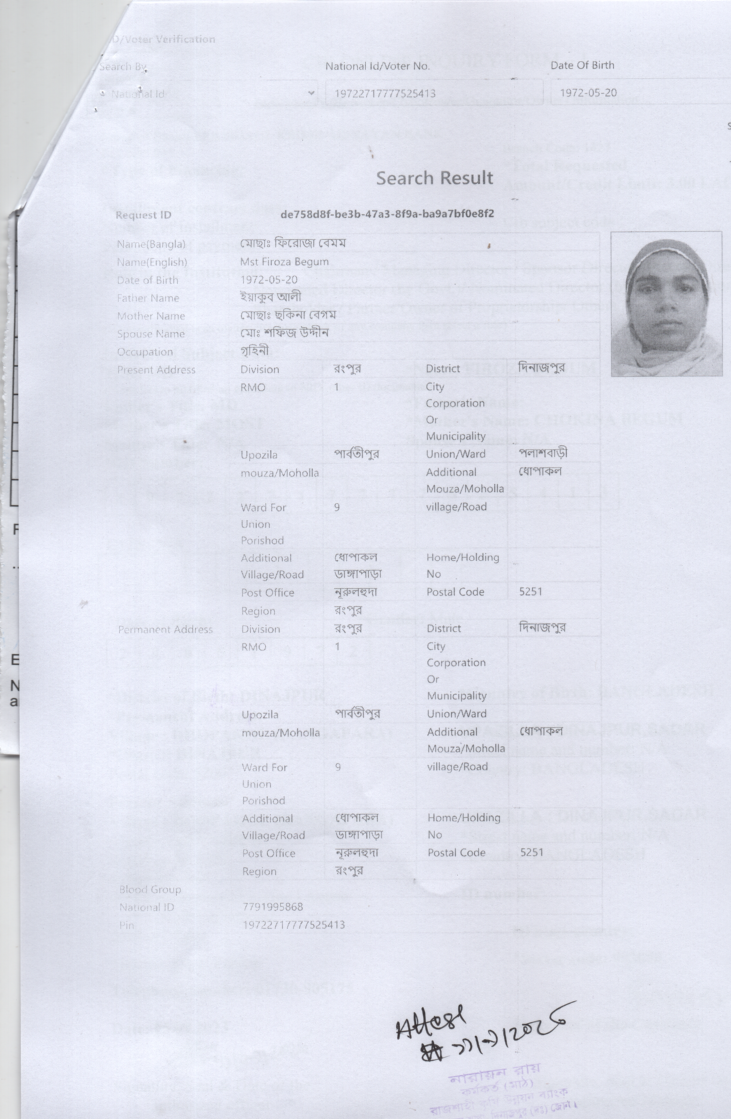 D/Voter Verification
Search By National Id/Voter No. Date Of Birth
National Id 19722717777525413 1972-05-20
Search Result
Request ID de758d8f-be3b-47a3-8f9a-ba9a7bf0e8f2
Name(Bangla) মোছাঃ ফিরোজা বেমম
Name(English) Mst Firoza Begum
Date of Birth 1972-05-20
Father Name ইয়াকুব আলী
Mother Name মোছাঃ ছকিনা বেগম
Spouse Name মোঃ শফিজ উদ্দীন
Occupation গৃহিনী
Present Address Division রংপুর District দিনাজপুর
RMO 1 City
Corporation
Or
Municipality
Upozila পার্বতীপুর Union/Ward পলাশবাড়ী
mouza/Moholla Additional ধোপাকল
Mouza/Moholla
Ward For 9 village/Road
Union
Porishod
Additional ধোপাকল Home/Holding
Village/Road ডাঙ্গাপাড়া No
Post Office নূরুলহুদা Postal Code 5251
Region রংপুর
Permanent Address Division রংপুর District দিনাজপুর
RMO 1 City
Corporation
Or
Municipality
Upozila পার্বতীপুর Union/Ward
mouza/Moholla Additional ধোপাকল
Mouza/Moholla
Ward For 9 village/Road
Union
Porishod
Additional ধোপাকল Home/Holding
Village/Road ডাঙ্গাপাড়া No
Post Office নূরুলহুদা Postal Code 5251
Region রংপুর
Blood Group
National ID 7791995868
Pin 19722717777525413
Attest
নারায়ন রায়